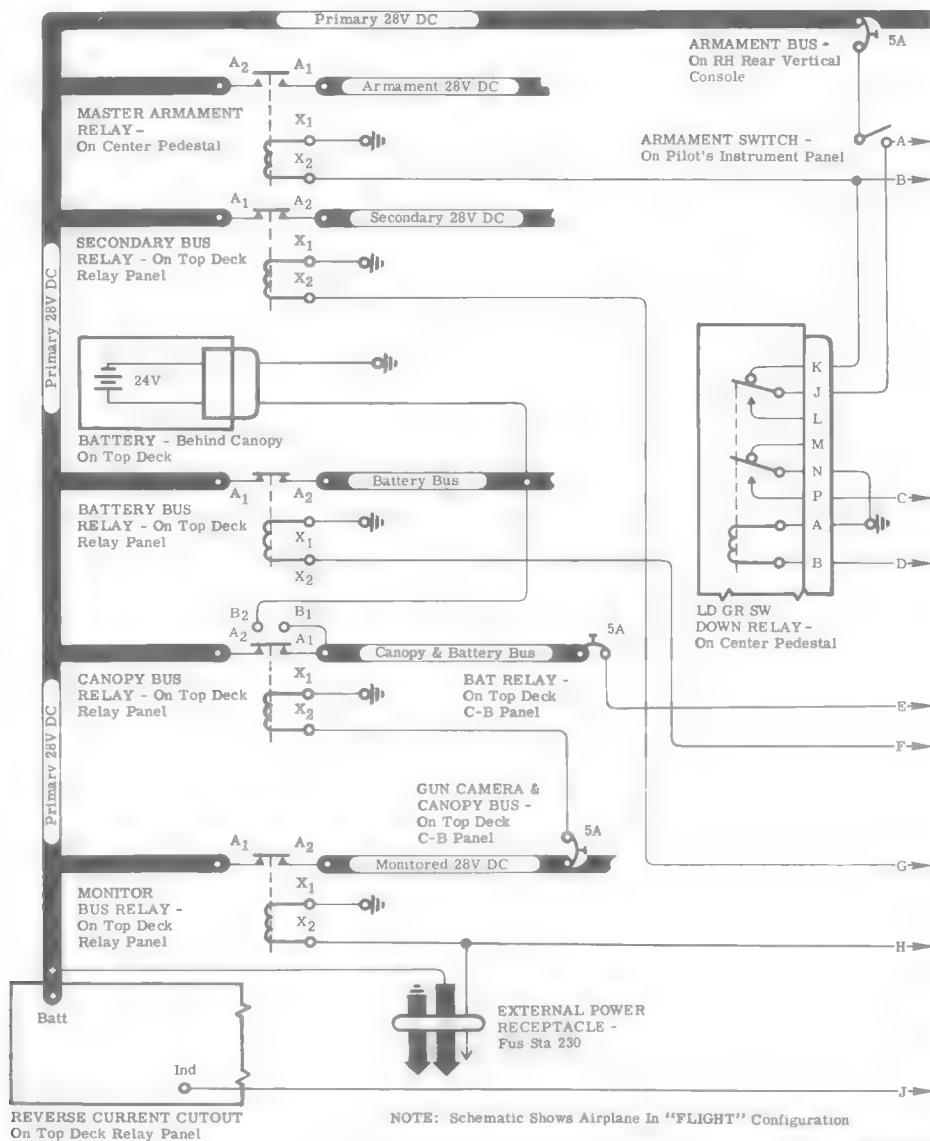 Primary 28V DC
5A
ARMAMENT BUS -
On RH Rear Vertical
Console
A2 A1
Armament 28V DC
MASTER ARMAMENT
RELAY -
On Center Pedestal
X1
X2
ARMAMENT SWITCH -
On Pilot's Instrument Panel
A
B
A1 A2
Secondary 28V DC
SECONDARY BUS
RELAY - On Top Deck
Relay Panel
X1
X2
Primary 28V DC
24V
BATTERY - Behind Canopy
On Top Deck
K
J
L
M
N
P
A
B
C
D
LD GR SW
DOWN RELAY -
On Center Pedestal
A1 A2
Battery Bus
BATTERY BUS
RELAY - On Top Deck
Relay Panel
X1
X2
B2 B1
A2 A1
Canopy & Battery Bus
5A
CANOPY BUS
RELAY - On Top Deck
Relay Panel
X1
X2
BAT RELAY -
On Top Deck
C-B Panel
E
F
Primary 28V DC
GUN CAMERA &
CANOPY BUS -
On Top Deck
C-B Panel
5A
A1 A2
Monitored 28V DC
G
MONITOR
BUS RELAY -
On Top Deck
Relay Panel
X1
X2
H
Batt
EXTERNAL POWER
RECEPTACLE -
Fus Sta 230
Ind
J
REVERSE CURRENT CUTOUT
On Top Deck Relay Panel
NOTE: Schematic Shows Airplane In "FLIGHT" Configuration